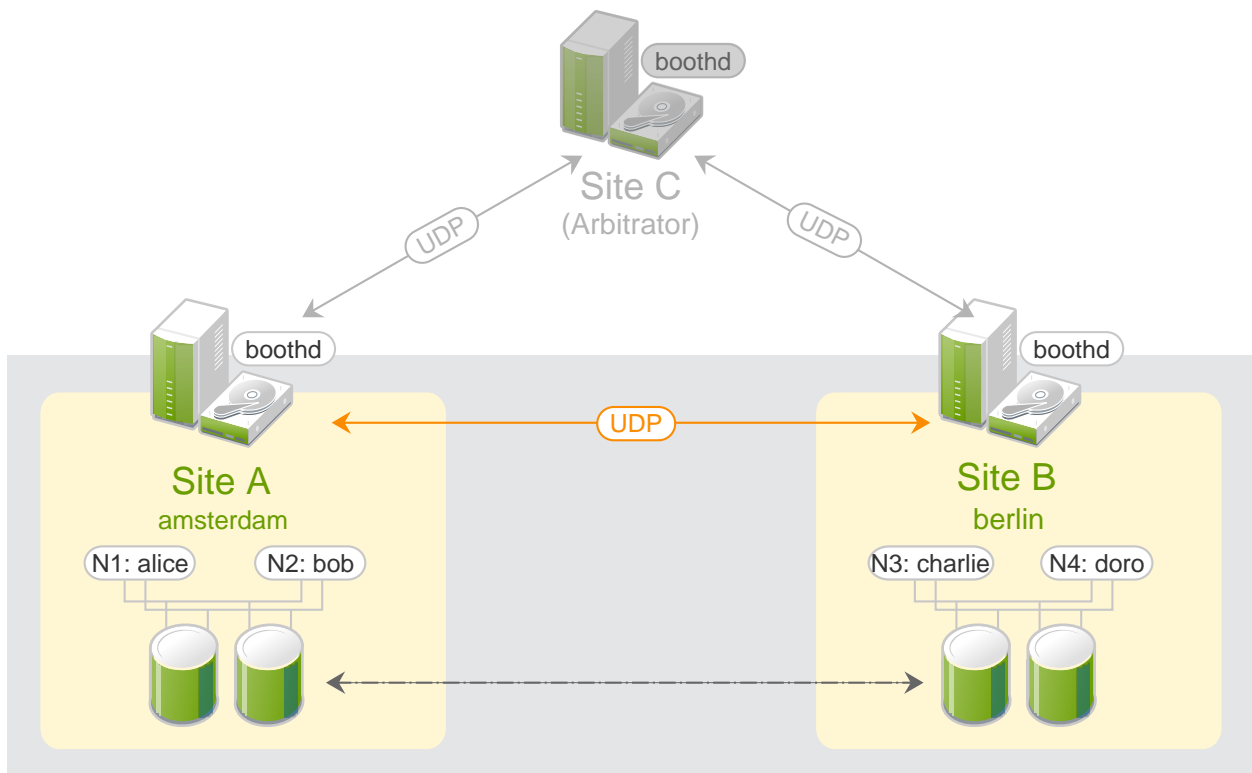 boothd
Site C
(Arbitrator)
UDP
UDP
boothd
boothd
UDP
Site A
amsterdam
Site B
berlin
N1: alice
N2: bob
N3: charlie
N4: doro